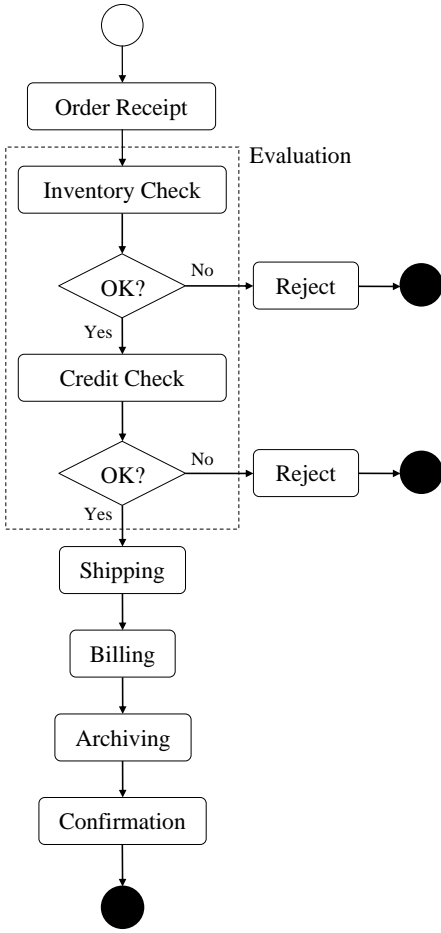 Order Receipt
Evaluation
Inventory Check
OK?
No
Reject
Yes
Credit Check
OK?
No
Reject
Yes
Shipping
Billing
Archiving
Confirmation